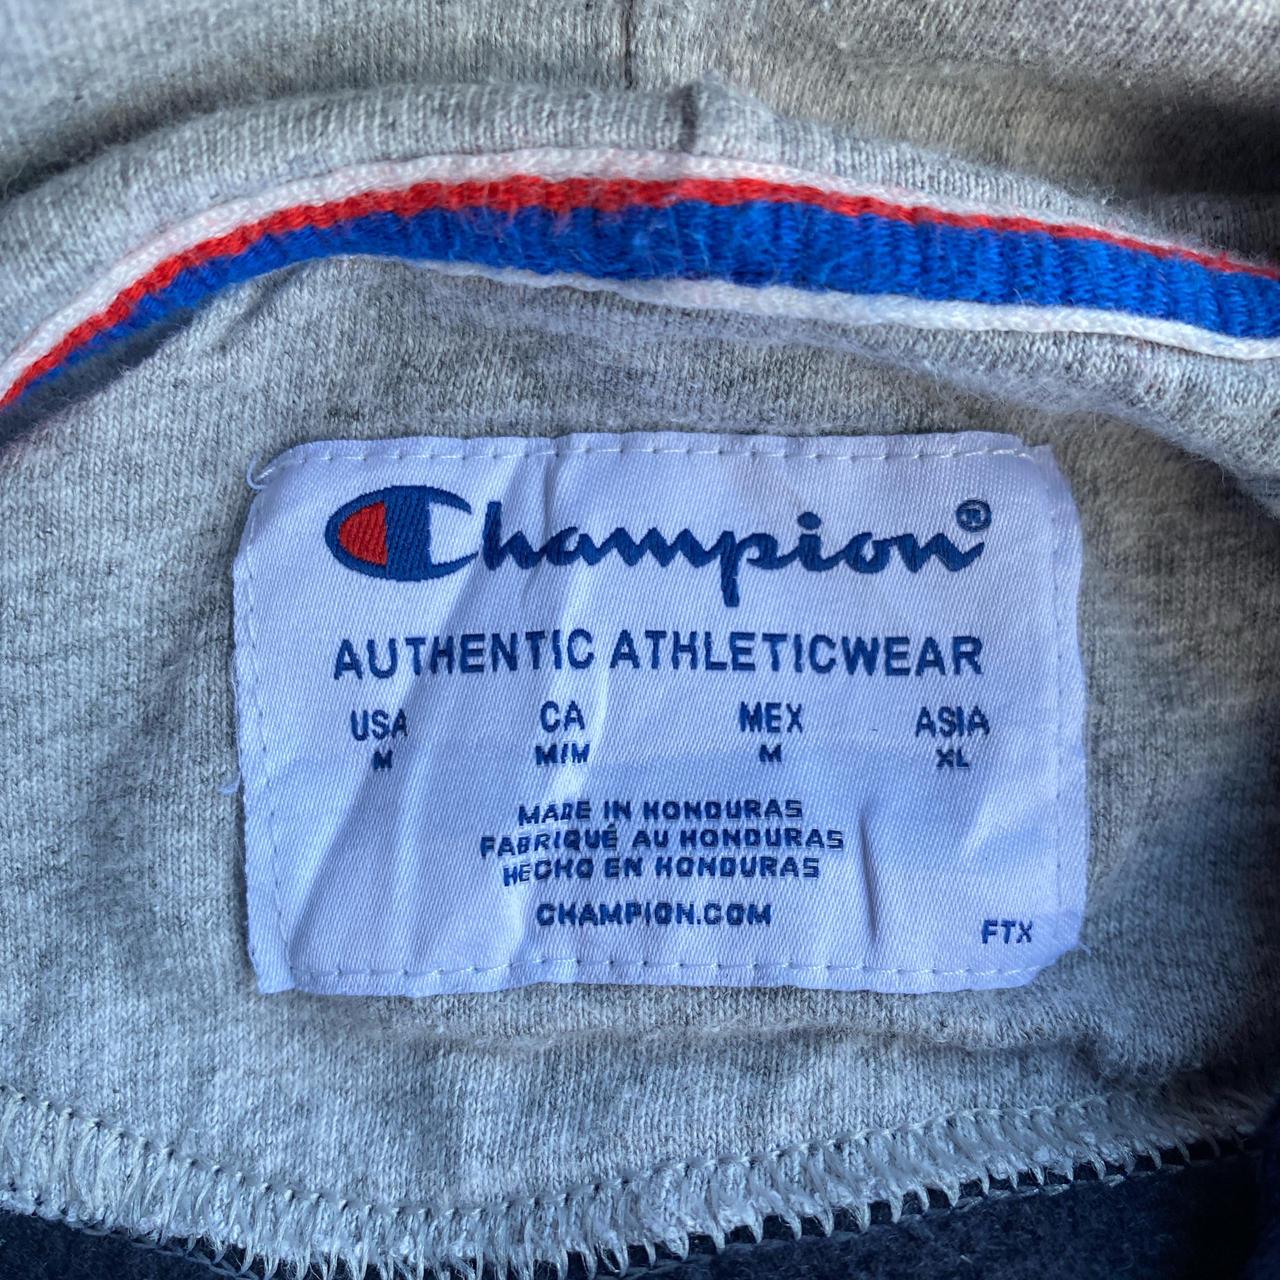 Champion®
AUTHENTIC ATHLETICWEAR
USA CA MEX ASIA
M M/M M XL
MADE IN HONDURAS
FABRIQUÉ AU HONDURAS
HECHO EN HONDURAS
CHAMPION.COM
FTX